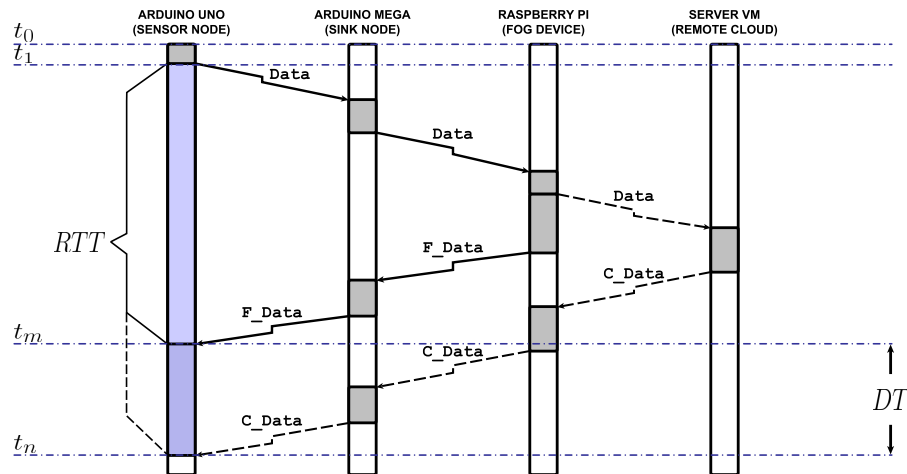 ARDUINO UNO
(SENSOR NODE)
ARDUINO MEGA
(SINK NODE)
RASPBERRY PI
(FOG DEVICE)
SERVER VM
(REMOTE CLOUD)
t0
t1
Data
Data
Data
RTT
F_Data
C_Data
F_Data
tm
C_Data
DT
C_Data
tn